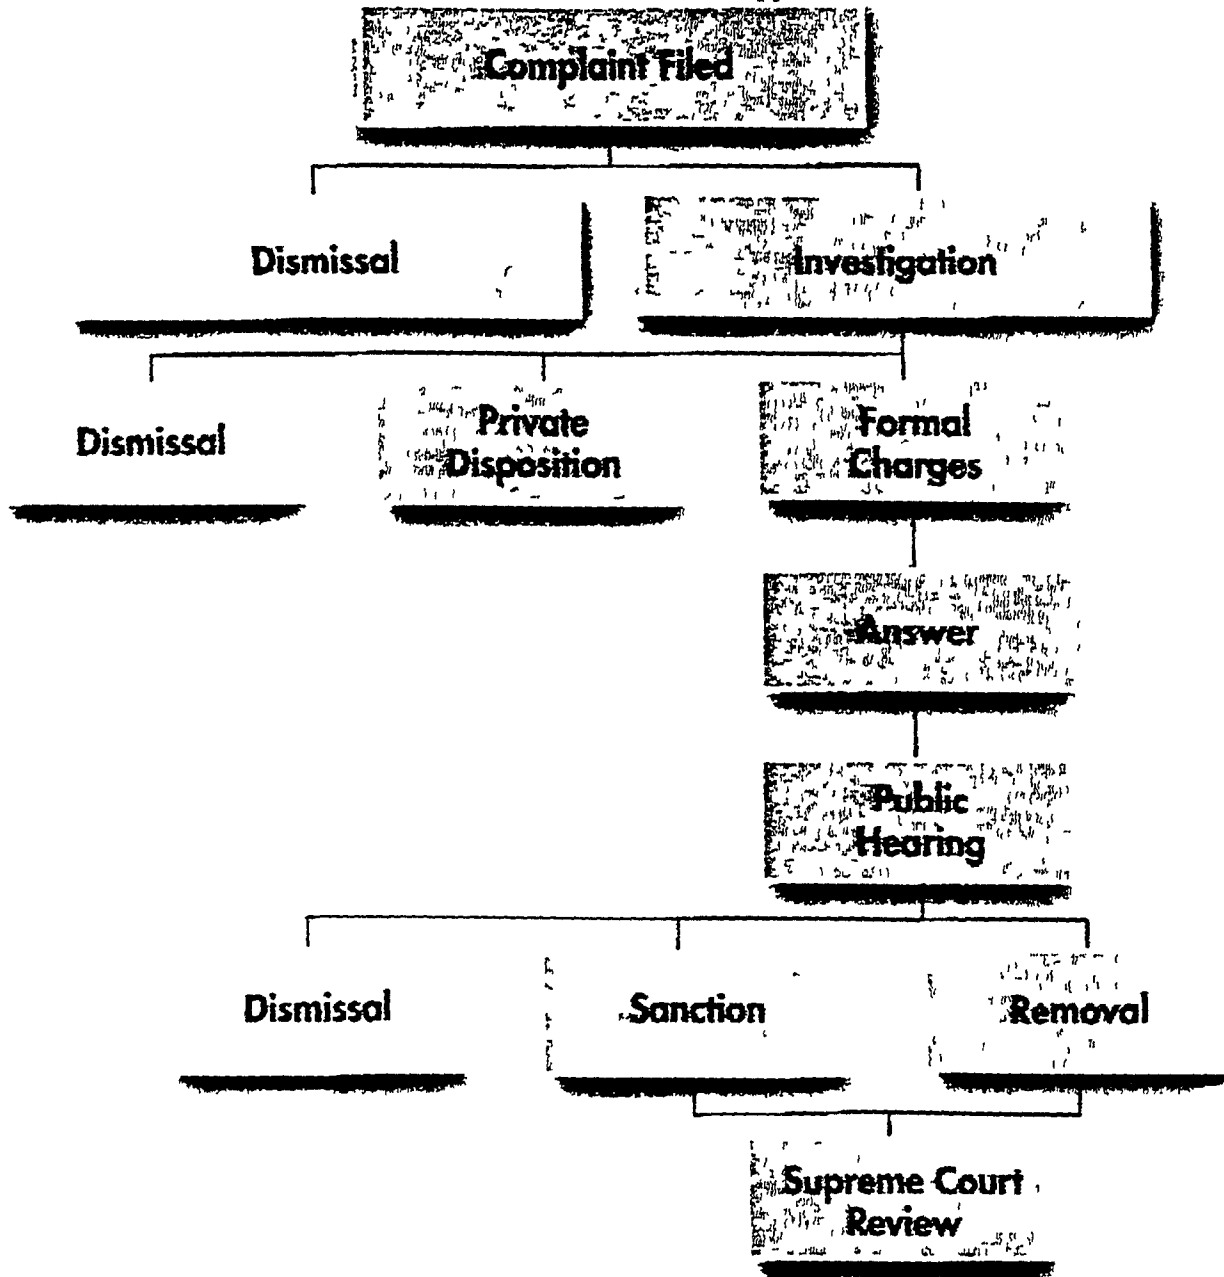 Complaint Filed
Dismissal
Investigation
Dismissal
Private
Disposition
Formal
Charges
Answer
Public
Hearing
Dismissal
Sanction
Removal
Supreme Court
Review